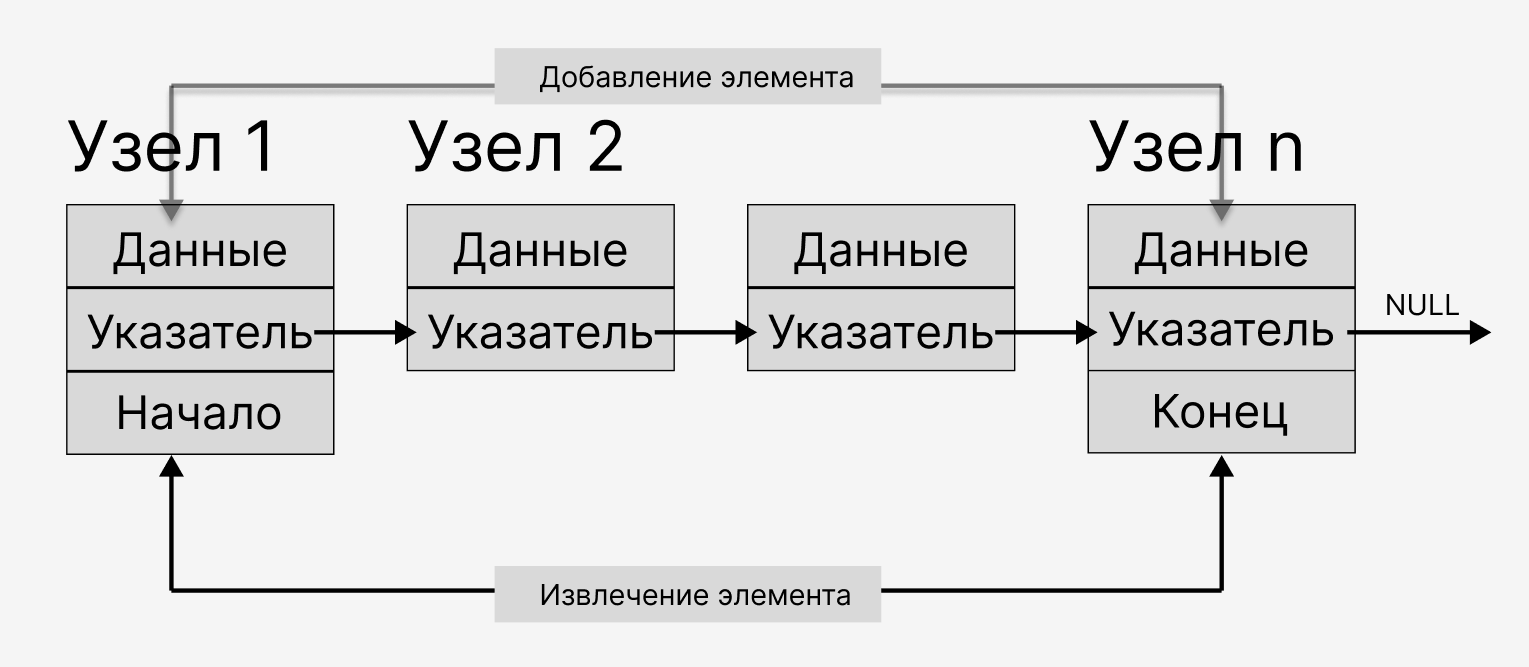 Добавление элемента
Узел 1
Узел 2
Узел n
Данные
Данные
Данные
Данные
Указатель
Указатель
Указатель
Указатель
NULL
Начало
Конец
Извлечение элемента